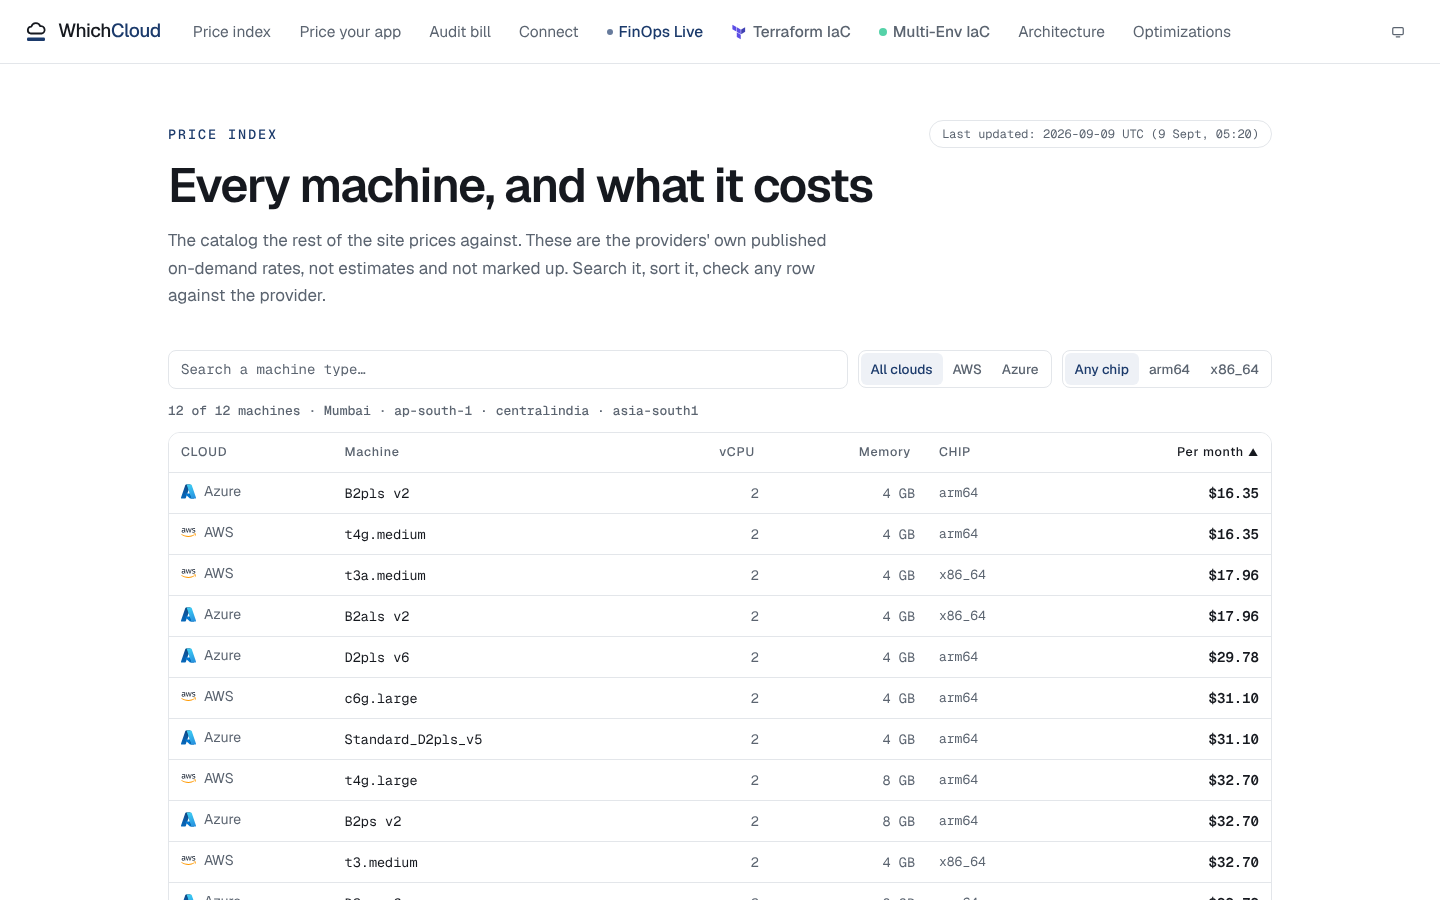 WhichCloud Price index Price your app Audit bill Connect FinOps Live Terraform IaC Multi-Env IaC Architecture Optimizations
PRICE INDEX
Last updated: 2026-09-09 UTC (9 Sept, 05:20)
Every machine, and what it costs
The catalog the rest of the site prices against. These are the providers' own published
on-demand rates, not estimates and not marked up. Search it, sort it, check any row
against the provider.
Search a machine type… All clouds AWS Azure Any chip arm64 x86_64
12 of 12 machines · Mumbai · ap-south-1 · centralindia · asia-south1
CLOUD Machine vCPU Memory CHIP Per month ▲
Azure B2pls v2 2 4 GB arm64 $16.35
aws AWS t4g.medium 2 4 GB arm64 $16.35
aws AWS t3a.medium 2 4 GB x86_64 $17.96
Azure B2als v2 2 4 GB x86_64 $17.96
Azure D2pls v6 2 4 GB arm64 $29.78
aws AWS c6g.large 2 4 GB arm64 $31.10
Azure Standard_D2pls_v5 2 4 GB arm64 $31.10
aws AWS t4g.large 2 8 GB arm64 $32.70
Azure B2ps v2 2 8 GB arm64 $32.70
aws AWS t3.medium 2 4 GB x86_64 $32.70